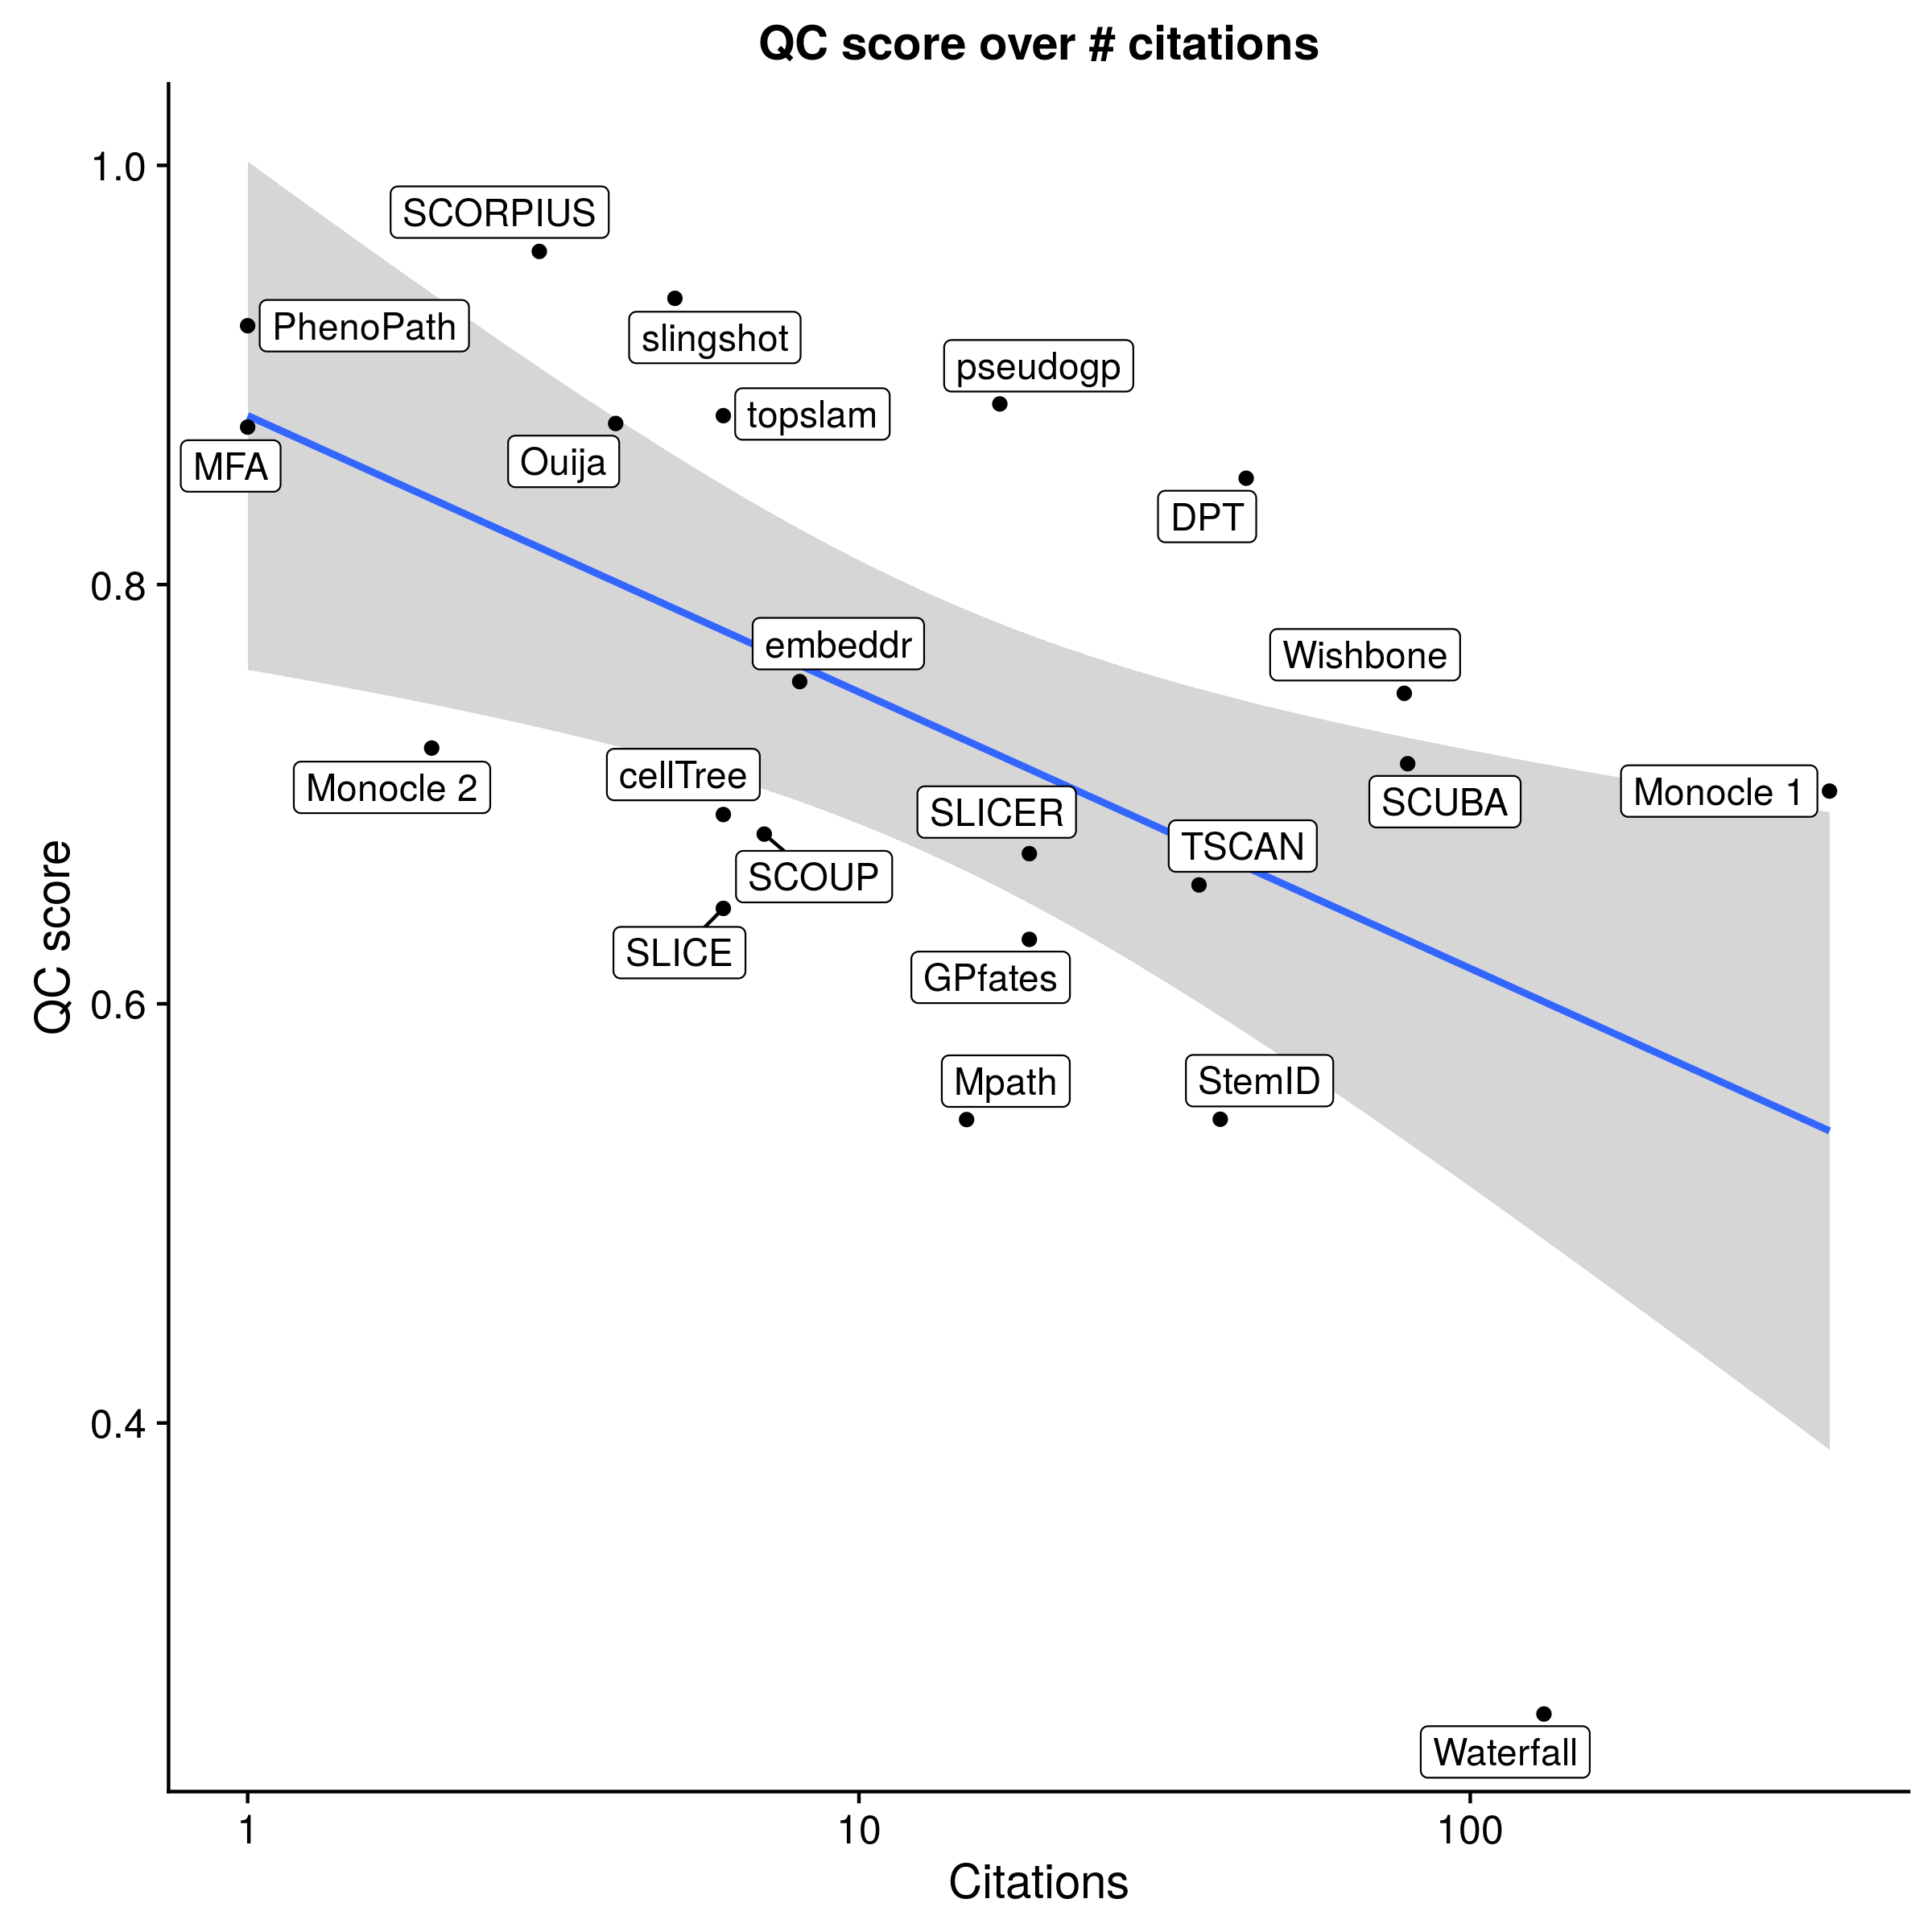 QC score over # citations
1.0
0.8
0.6
0.4
QC score
SCORPIUS
PhenoPath
slingshot
pseudogp
topslam
Ouija
MFA
DPT
embeddr
Wishbone
cellTree
Monocle 2
Monocle 1
SCUBA
SLICER
TSCAN
SCOUP
SLICE
GPfates
Mpath
StemID
Waterfall
1
10
100
Citations